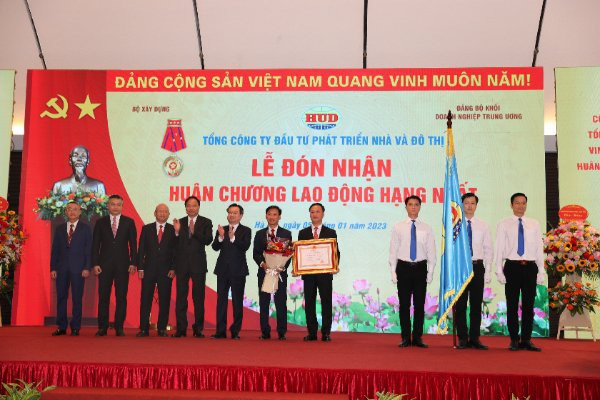 ĐẢNG CỘNG SẢN VIỆT NAM QUANG VINH MUÔN NĂM!
BỘ XÂY DỰNG
HUD
ĐẢNG BỘ KHỐI
DOANH NGHIỆP TRUNG ƯƠNG
TỔNG CÔNG TY ĐẦU TƯ PHÁT TRIỂN NHÀ VÀ ĐÔ THỊ
LỄ ĐÓN NHẬN
HUÂN CHƯƠNG LAO ĐỘNG HẠNG NHẤT
01 năm 2023